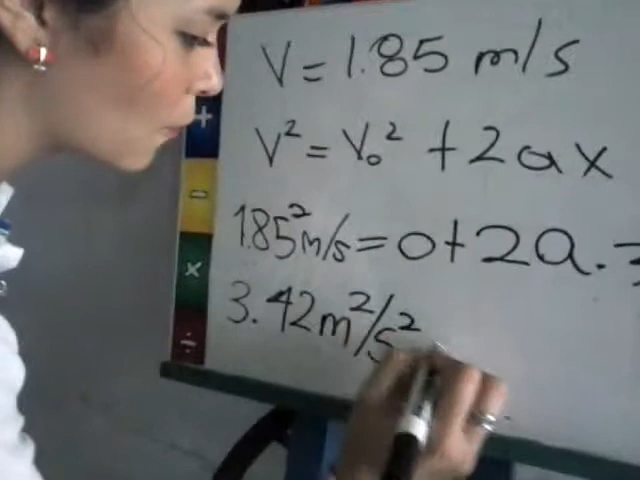 V = 1.85 m/s
V² = V₀² + 2ax
1.85² m/s = 0 + 2a.
3.42 m²/s²
+
−
×
÷